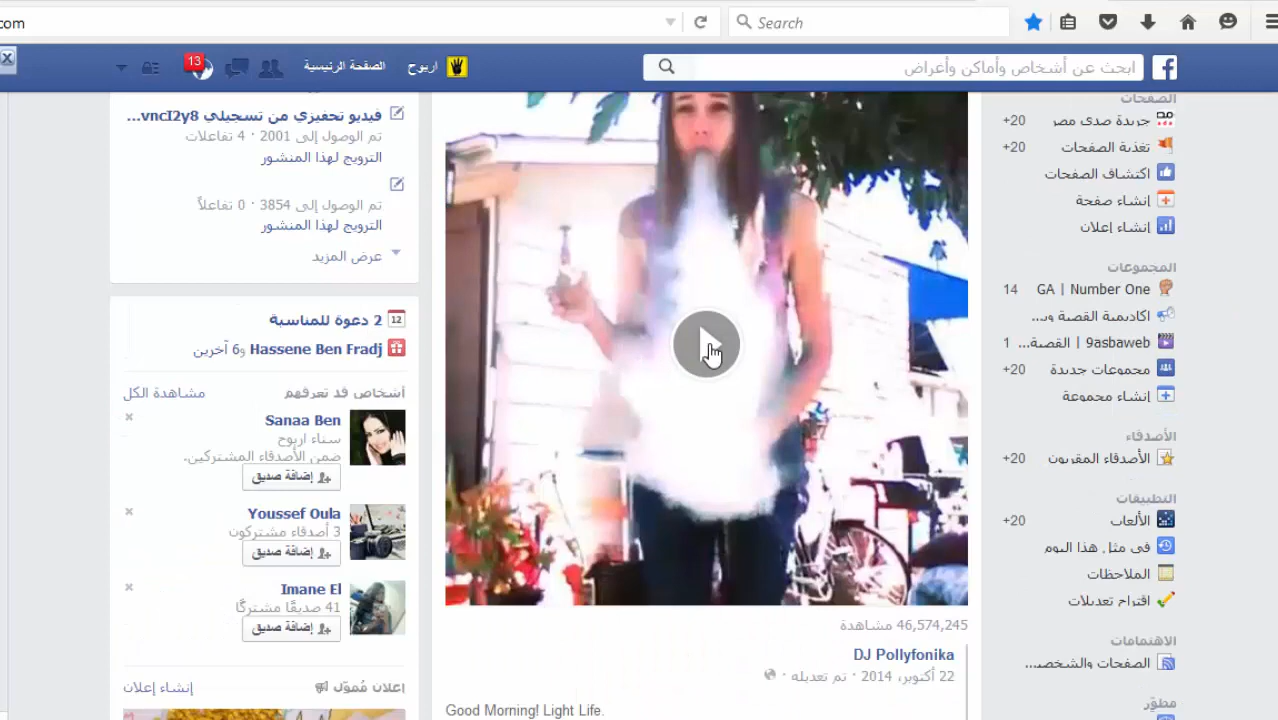 com
Search
13
الصفحة الرئيسية
اريوح
ابحث عن أشخاص وأماكن وأغراض
الصفحات
جريدة صدى مصر
+20
تغذية الصفحات
+20
اكتشاف الصفحات
إنشاء صفحة
إنشاء إعلان
المجموعات
GA | Number One
14
اكاديمية القصبة وي...
9asbaweb | القصبة...
1
مجموعات جديدة
+20
إنشاء مجموعة
الأصدقاء
الأصدقاء المقربون
+20
التطبيقات
الألعاب
+20
في مثل هذا اليوم
الملاحظات
اقتراح تعديلات
الاهتمامات
الصفحات والشخصي...
مطوّر
46,574,245 مشاهدة
DJ Pollyfonika
22 أكتوبر، 2014 · تم تعديله ·
Good Morning! Light Life.
فيديو تحفيزي من تسجيلي vncI2y8...
تم الوصول إلى 2001 · 4 تفاعلات
الترويج لهذا المنشور
تم الوصول إلى 3854 · 0 تفاعلاً
الترويج لهذا المنشور
عرض المزيد
12
2 دعوة للمناسبة
Hassene Ben Fradj و6 آخرين
أشخاص قد تعرفهم
مشاهدة الكل
Sanaa Ben
سناء اريوح
ضمن الأصدقاء المشتركين.
إضافة صديق
Youssef Oula
3 أصدقاء مشتركون
إضافة صديق
Imane El
41 صديقًا مشتركًا
إضافة صديق
إعلان مُموّل
إنشاء إعلان